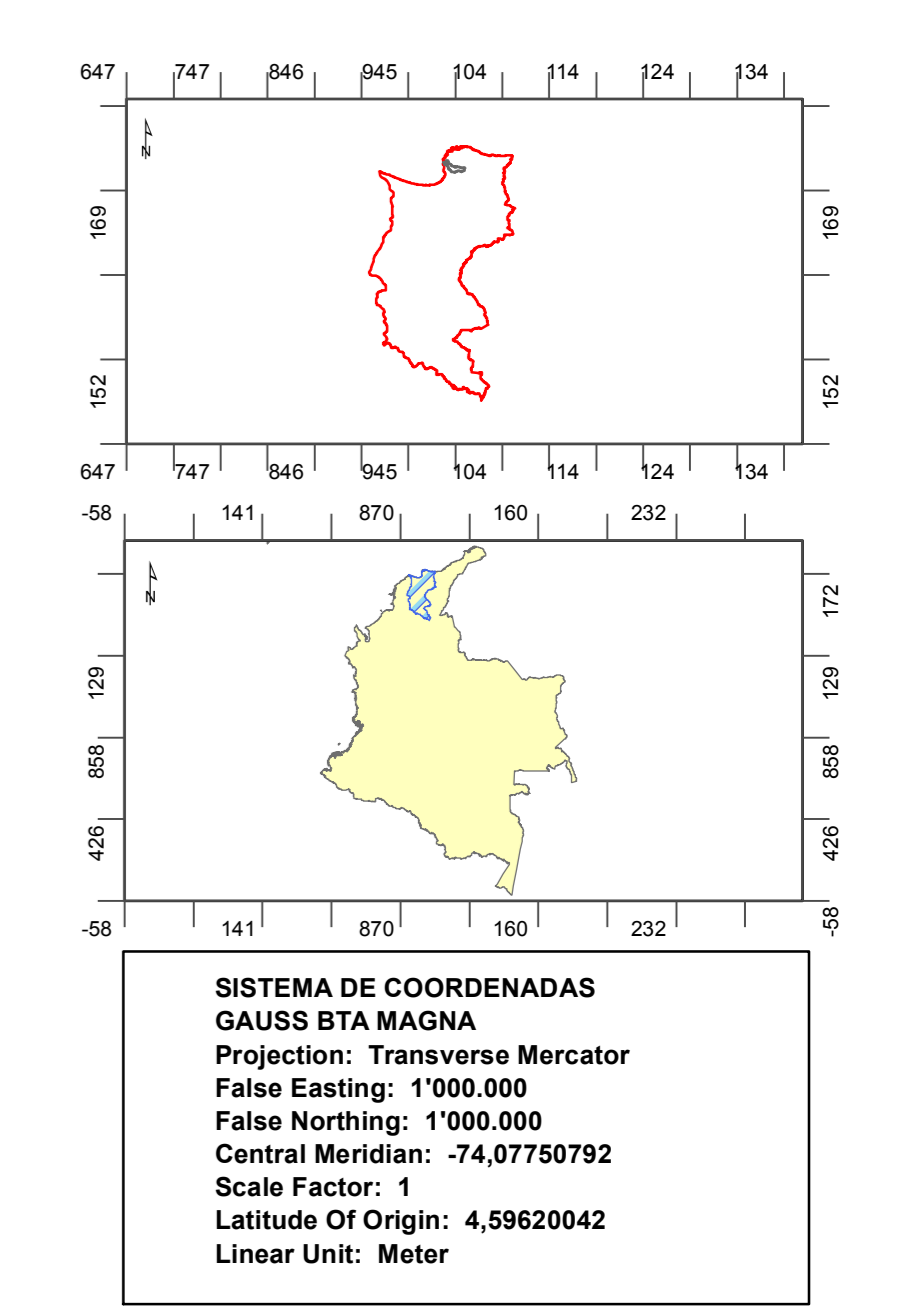 647 747 846 945 104 114 124 134
N
169 169
152 152
647 747 846 945 104 114 124 134
-58 141 870 160 232
N
172
129 129
858 858
426 426
-58
-58 141 870 160 232
SISTEMA DE COORDENADAS
GAUSS BTA MAGNA
Projection: Transverse Mercator
False Easting: 1'000.000
False Northing: 1'000.000
Central Meridian: -74,07750792
Scale Factor: 1
Latitude Of Origin: 4,59620042
Linear Unit: Meter